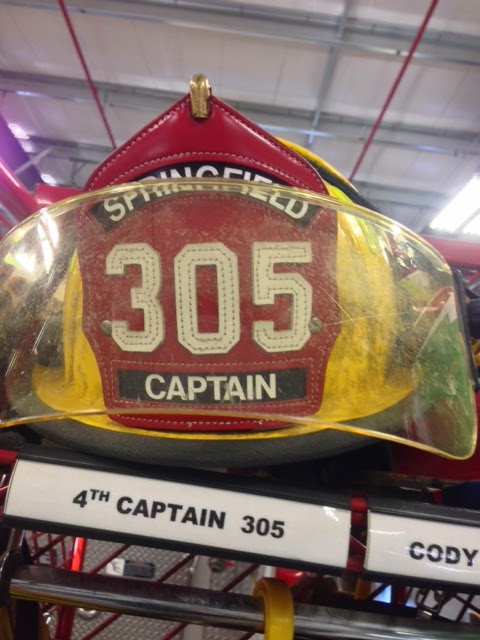 SPRINGFIELD
305
CAPTAIN
4TH CAPTAIN 305
CODY